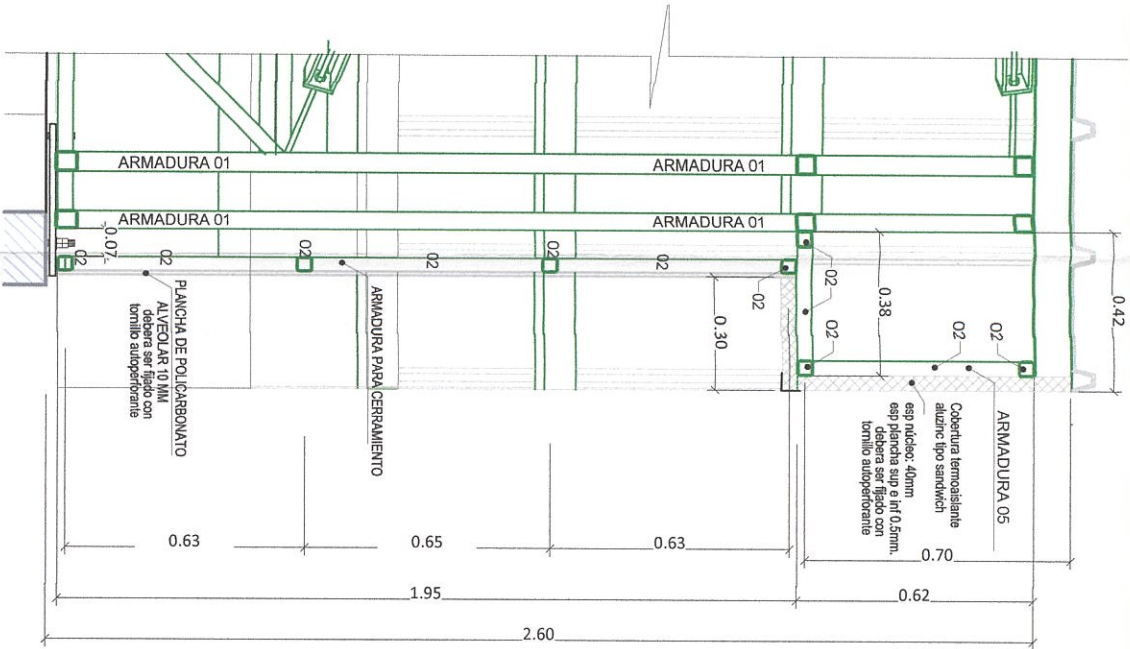 ARMADURA 01
ARMADURA 01
ARMADURA 01
ARMADURA 01
0.07
02
02
02
02
02
02
02
02
02
02
02
02
0.42
0.38
0.30
PLANCHA DE POLICARBONATO
ALVEOLAR 10 MM
debera ser fijado con
tornillo autoperforante
ARMADURA PARA CERRAMIENTO
ARMADURA 05
Cobertura termoaislante
aluzinc tipo sandwich
esp núcleo: 40mm
esp plancha sup e inf 0.5mm.
debera ser fijado con
tornillo autoperforante
0.63
0.65
0.63
0.70
1.95
0.62
2.60